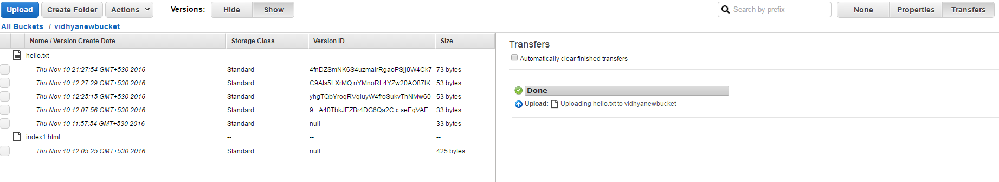 Upload Create Folder Actions Versions: Hide Show Search by prefix None Properties Transfers
All Buckets / vidhyanewbucket
Name / Version Create Date Storage Class Version ID Size
hello.txt -- -- --
Thu Nov 10 21:27:54 GMT+530 2016 Standard 4fnDZSmNK6S4uzmairRgaoPSjj0W4Ck7 73 bytes
Thu Nov 10 12:27:29 GMT+530 2016 Standard C9AIs5LXrMQ.nYMnoRL4YZw20AO87lK_ 53 bytes
Thu Nov 10 12:25:15 GMT+530 2016 Standard yhgTQbYroqRVqiuyW4froSukvThNMw60 53 bytes
Thu Nov 10 12:07:56 GMT+530 2016 Standard 9_.A40TbkJEZBr4DG6Qa2C.c.seEgVAE 33 bytes
Thu Nov 10 11:57:54 GMT+530 2016 Standard null 33 bytes
index1.html -- -- --
Thu Nov 10 12:05:25 GMT+530 2016 Standard null 425 bytes
Transfers
Automatically clear finished transfers
Done
Upload: Uploading hello.txt to vidhyanewbucket